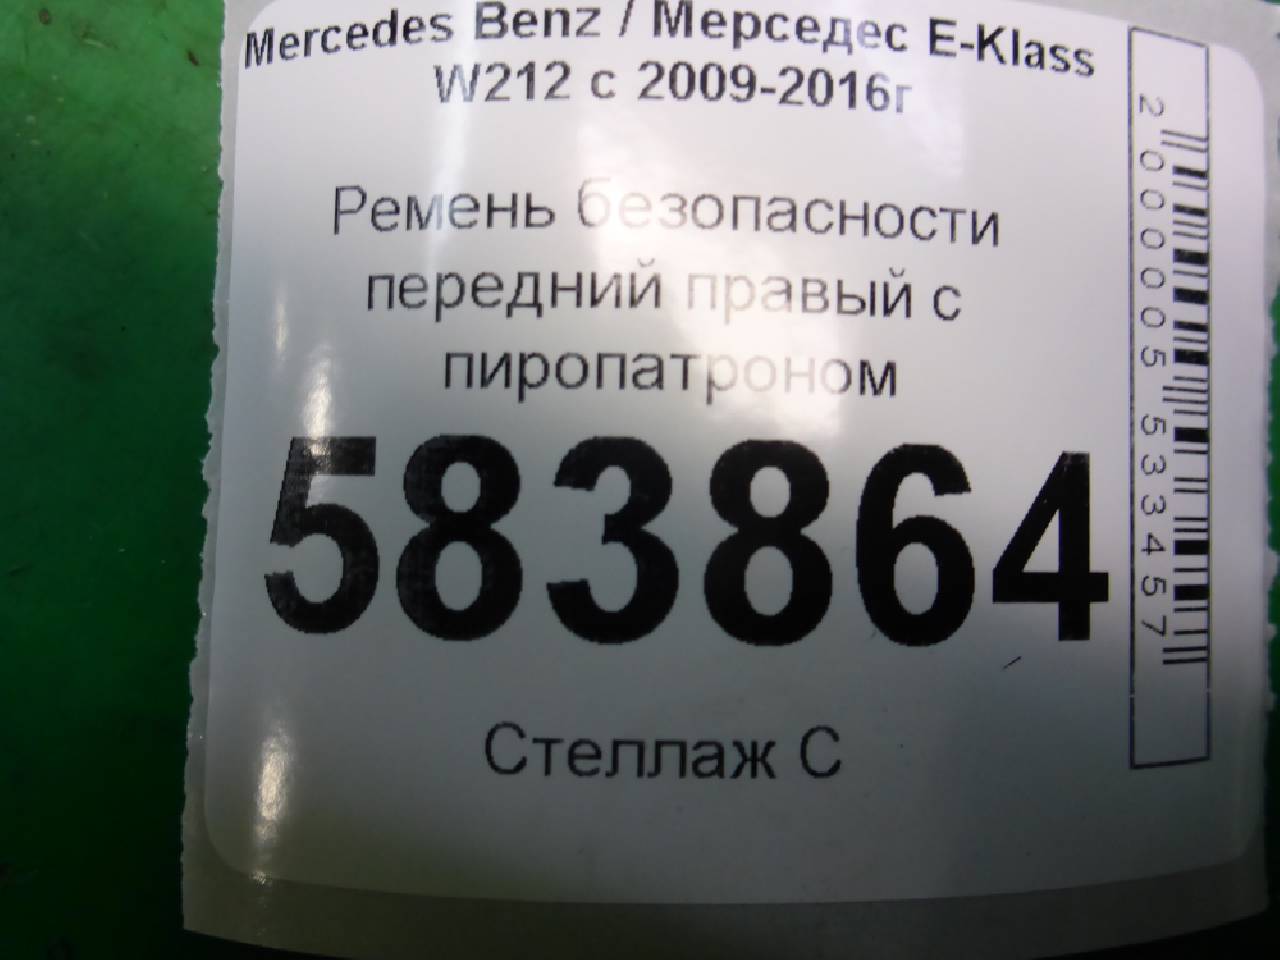 Mercedes Benz / Мерседес E-Klass
W212 с 2009-2016г
Ремень безопасности
передний правый с
пиропатроном
583864
Стеллаж С
2000005533457